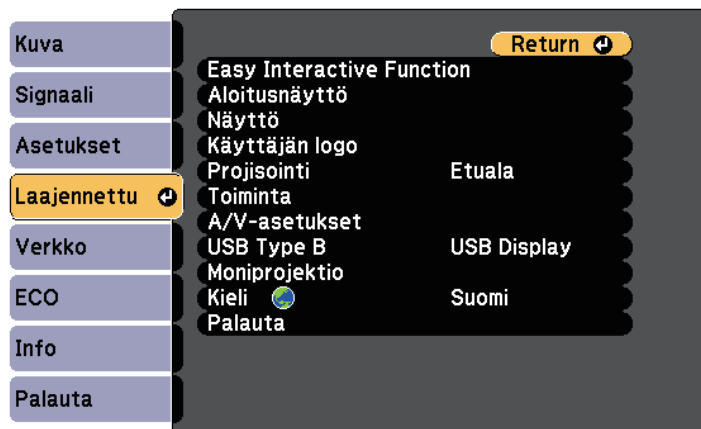 Kuva
Signaali
Asetukset
Laajennettu
Verkko
ECO
Info
Palauta
Return
Easy Interactive Function
Aloitusnäyttö
Näyttö
Käyttäjän logo
Projisointi Etuala
Toiminta
A/V-asetukset
USB Type B USB Display
Moniprojektio
Kieli Suomi
Palauta